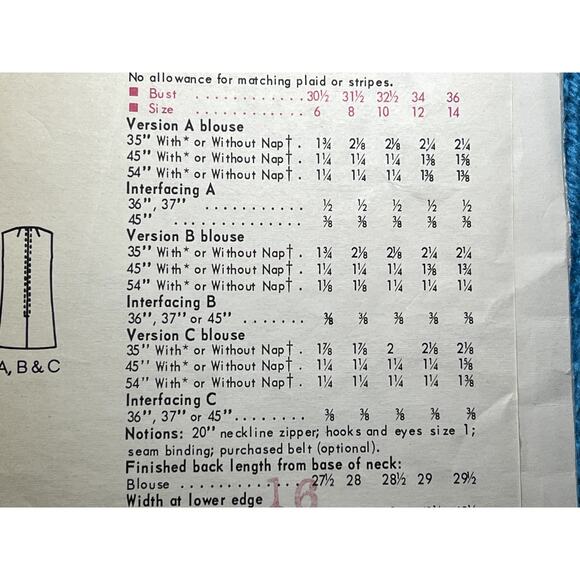 No allowance for matching plaid or stripes.
■ Bust . . . . . . . . . . . 30½ 31½ 32½ 34 36
■ Size . . . . . . . . . . . . 6 8 10 12 14
Version A blouse
35" With* or Without Nap† . 1¾ 2⅛ 2⅛ 2¼ 2¼
45" With* or Without Nap† . 1¼ 1¼ 1¼ 1⅜ 1⅜
54" With* or Without Nap† . 1¼ 1¼ 1¼ 1⅜ 1⅜
Interfacing A
36", 37" . . . . . . . . . . . ½ ½ ½ ½ ½
45" . . . . . . . . . . . . . ⅜ ⅜ ⅜ ⅜ ⅜
Version B blouse
35" With* or Without Nap† . 1¾ 2⅛ 2⅛ 2¼ 2¼
45" With* or Without Nap† . 1¼ 1¼ 1¼ 1⅜ 1¾
54" With* or Without Nap† . 1⅛ 1⅛ 1¼ 1¼ 1¼
Interfacing B
36", 37" or 45" . . . . . . . ⅜ ⅜ ⅜ ⅜ ⅜
Version C blouse
35" With* or Without Nap† . 1⅞ 1⅞ 2 2⅛ 2⅛
45" With* or Without Nap† . 1¼ 1¼ 1¼ 1¼ 1⅝
54" With* or Without Nap† . 1¼ 1¼ 1¼ 1¼ 1⅜
Interfacing C
36", 37" or 45". . . . . . . . ⅜ ⅜ ⅜ ⅜ ⅜
Notions: 20" neckline zipper; hooks and eyes size 1;
seam binding; purchased belt (optional).
Finished back length from base of neck:
Blouse . . . . . . . . . . . . 27½ 28 28½ 29 29½
16
Width at lower edge
A, B & C